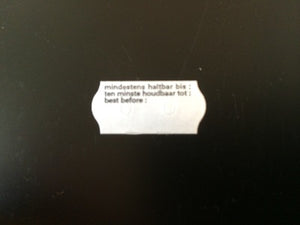 mindestens haltbar bis :
ten minste houdbaar tot :
best before :